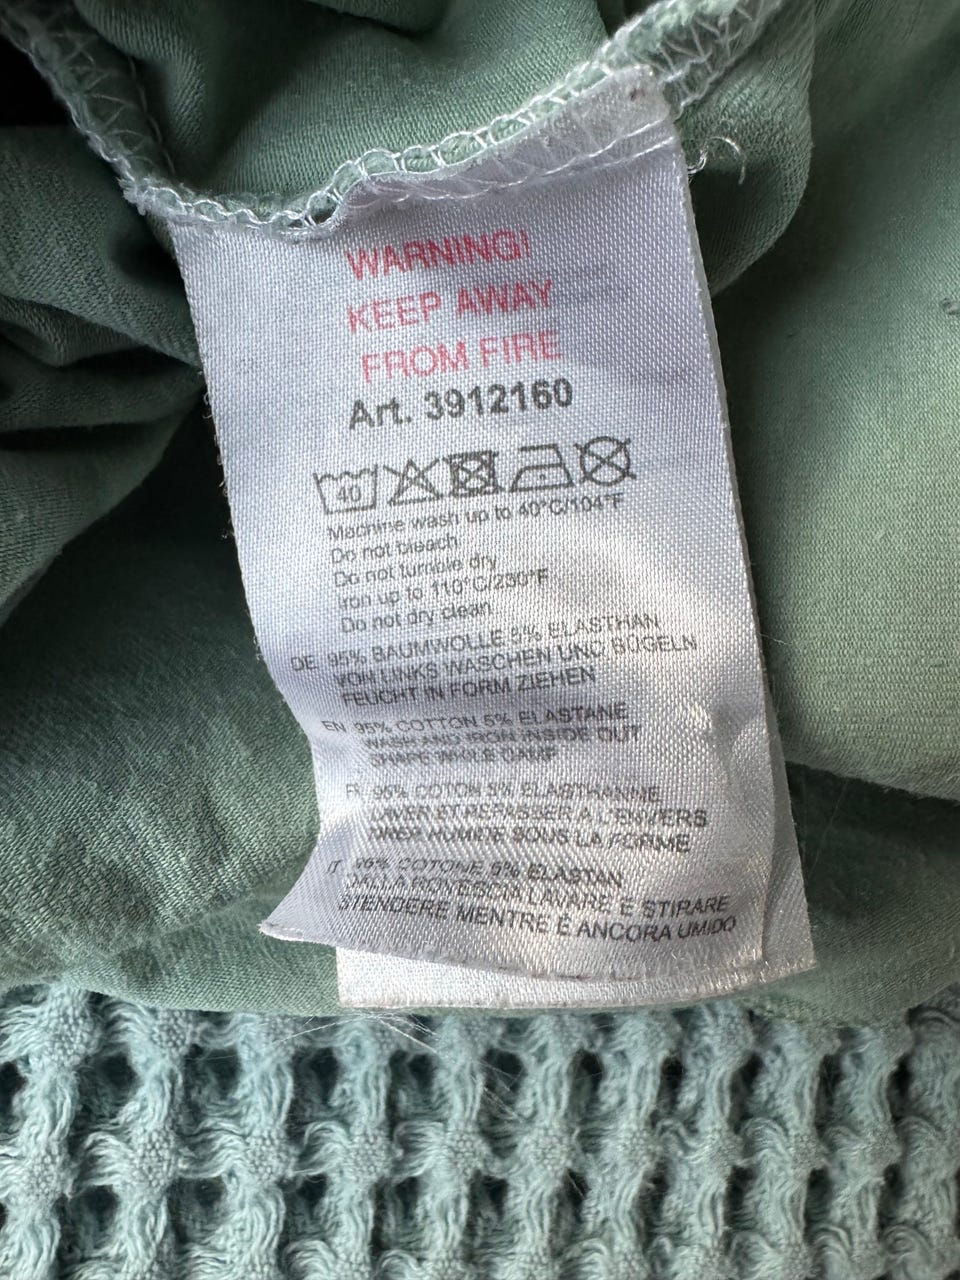 WARNING!
KEEP AWAY
FROM FIRE
Art. 3912160
40
Machine wash up to 40°C/104°F
Do not bleach
Do not tumble dry
Iron up to 110°C/230°F
Do not dry clean
DE 95% BAUMWOLLE 5% ELASTHAN
VON LINKS WASCHEN UND BÜGELN
FEUCHT IN FORM ZIEHEN
EN 95% COTTON 5% ELASTANE
WASH AND IRON INSIDE OUT
SHAPE WHILE DAMP
FR 95% COTON 5% ELASTHANNE
LAVER ET REPASSER A L'ENVERS
TIRER HUMIDE SOUS LA FORME
IT 95% COTONE 5% ELASTAN
DALLA ROVESCIA LAVARE E STIRARE
STENDERE MENTRE É ANCORA UMIDO